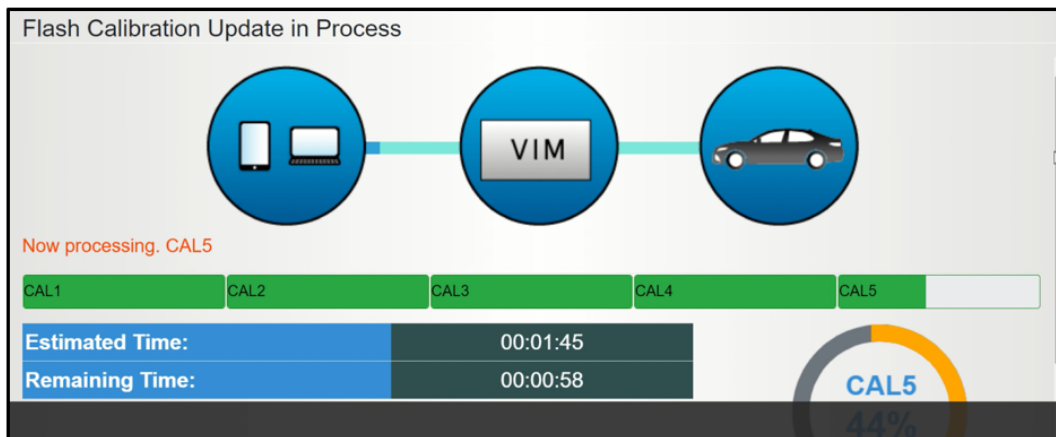 Flash Calibration Update in Process
VIM
Now processing. CAL5
CAL1 CAL2 CAL3 CAL4 CAL5
Estimated Time: 00:01:45
Remaining Time: 00:00:58
CAL5
44%